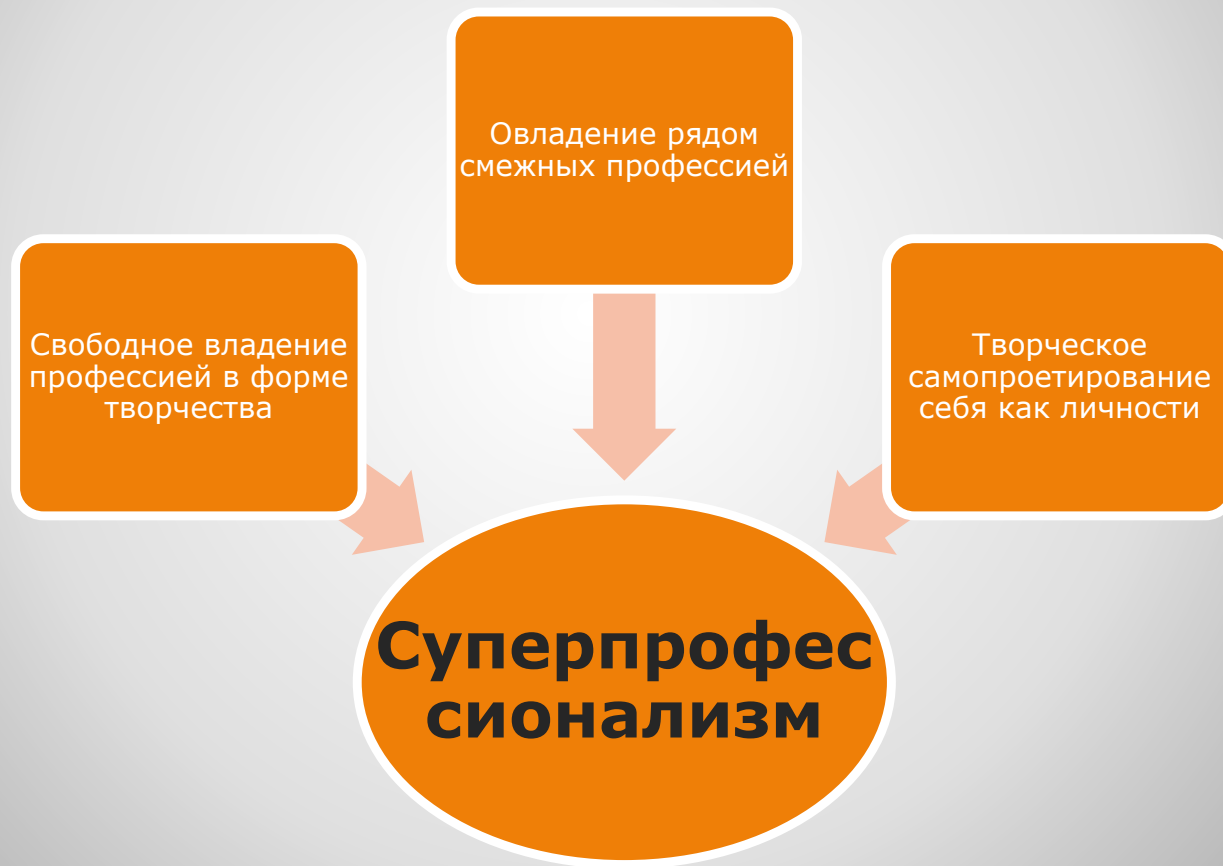 Овладение рядом
смежных профессией
Свободное владение
профессией в форме
творчества
Творческое
самопроетирование
себя как личности
Суперпрофес
сионализм